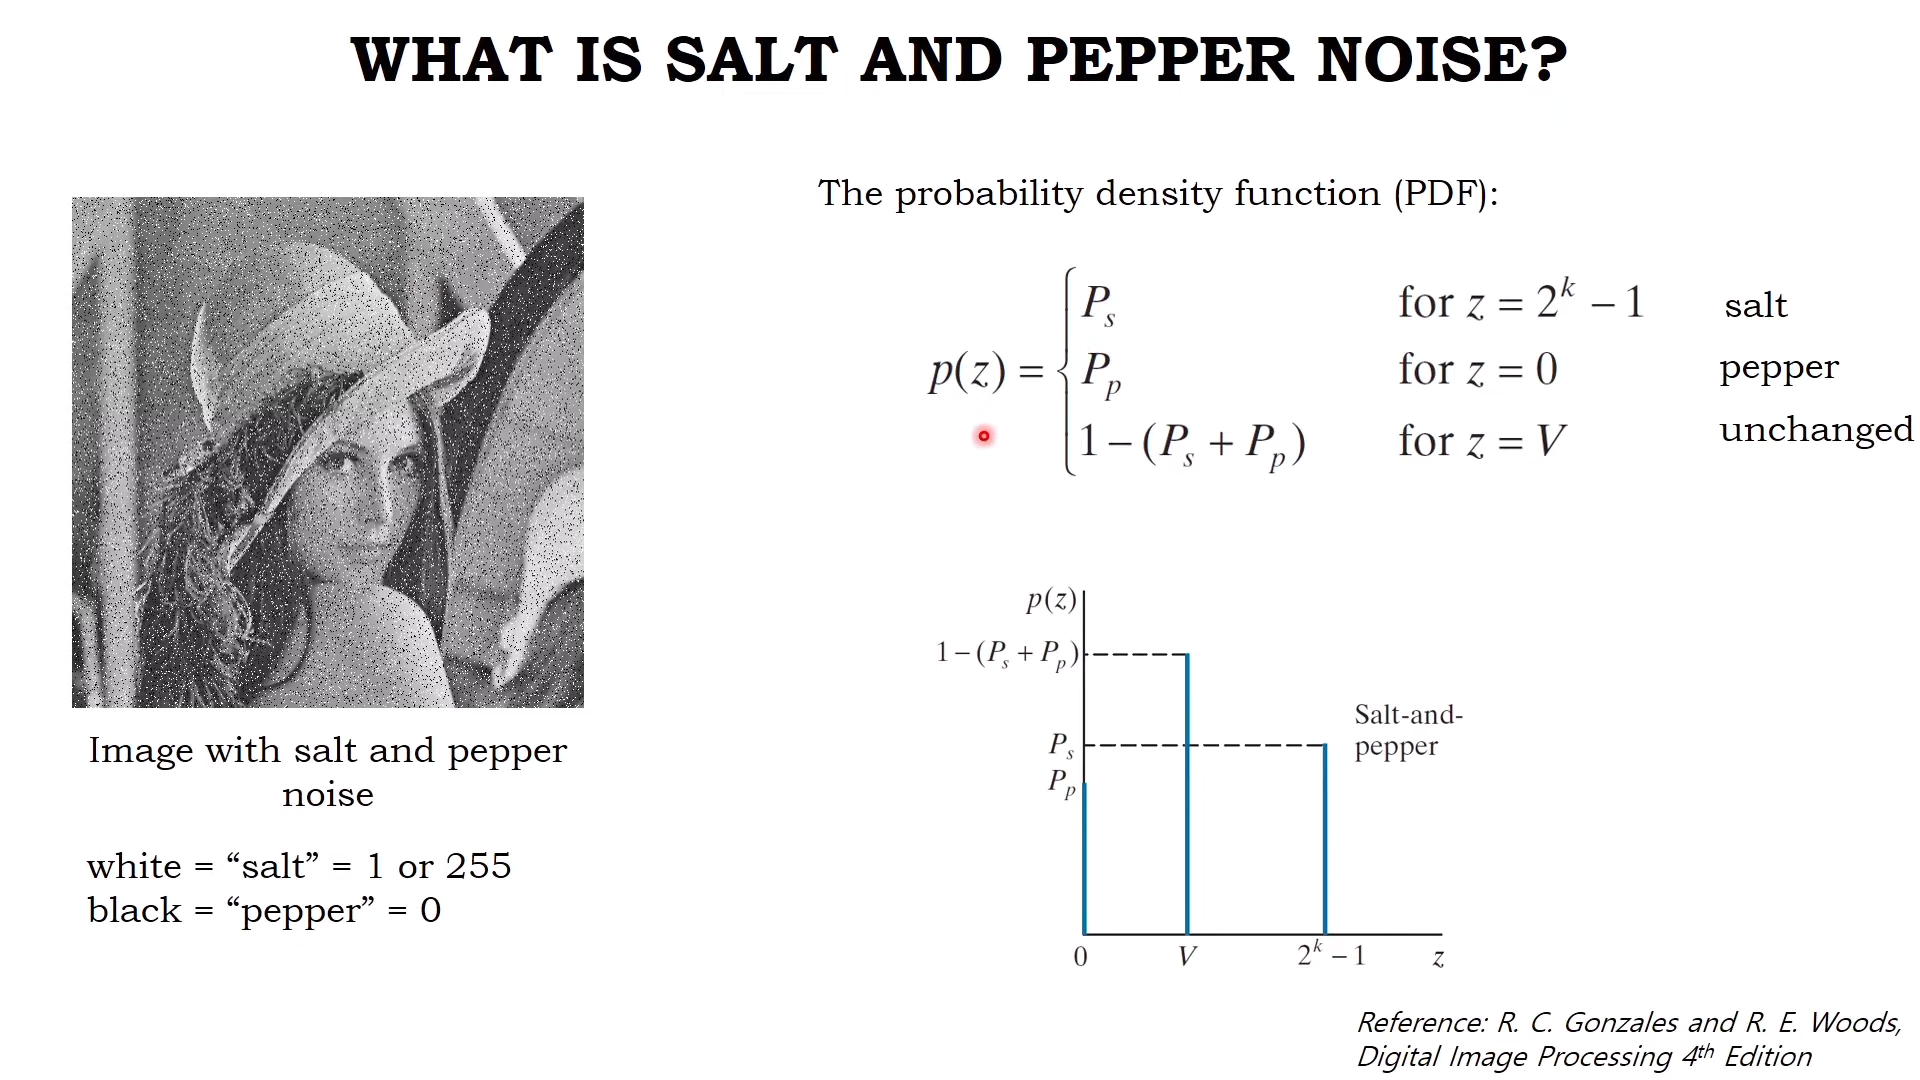 WHAT IS SALT AND PEPPER NOISE?
The probability density function (PDF):
p(z) = { P_s for z = 2^k − 1 salt
P_p for z = 0 pepper
1 − (P_s + P_p) for z = V unchanged
Image with salt and pepper
noise
white = “salt” = 1 or 255
black = “pepper” = 0
p(z)
1 − (P_s + P_p)
P_s
P_p
Salt-and-
pepper
0 V 2^k − 1 z
Reference: R. C. Gonzales and R. E. Woods,
Digital Image Processing 4th Edition